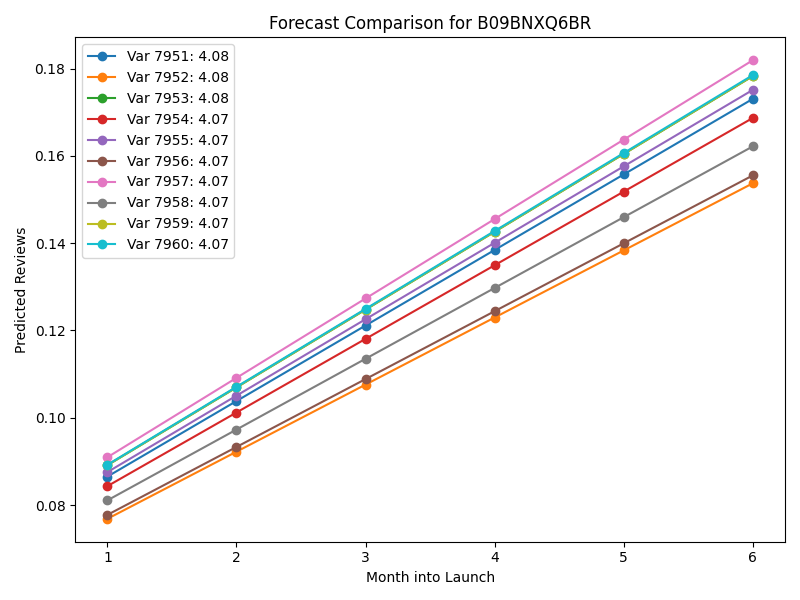 Forecast Comparison for B09BNXQ6BR
Var 7951: 4.08
Var 7952: 4.08
Var 7953: 4.08
Var 7954: 4.07
Var 7955: 4.07
Var 7956: 4.07
Var 7957: 4.07
Var 7958: 4.07
Var 7959: 4.07
Var 7960: 4.07
Predicted Reviews
0.18
0.16
0.14
0.12
0.10
0.08
1 2 3 4 5 6
Month into Launch